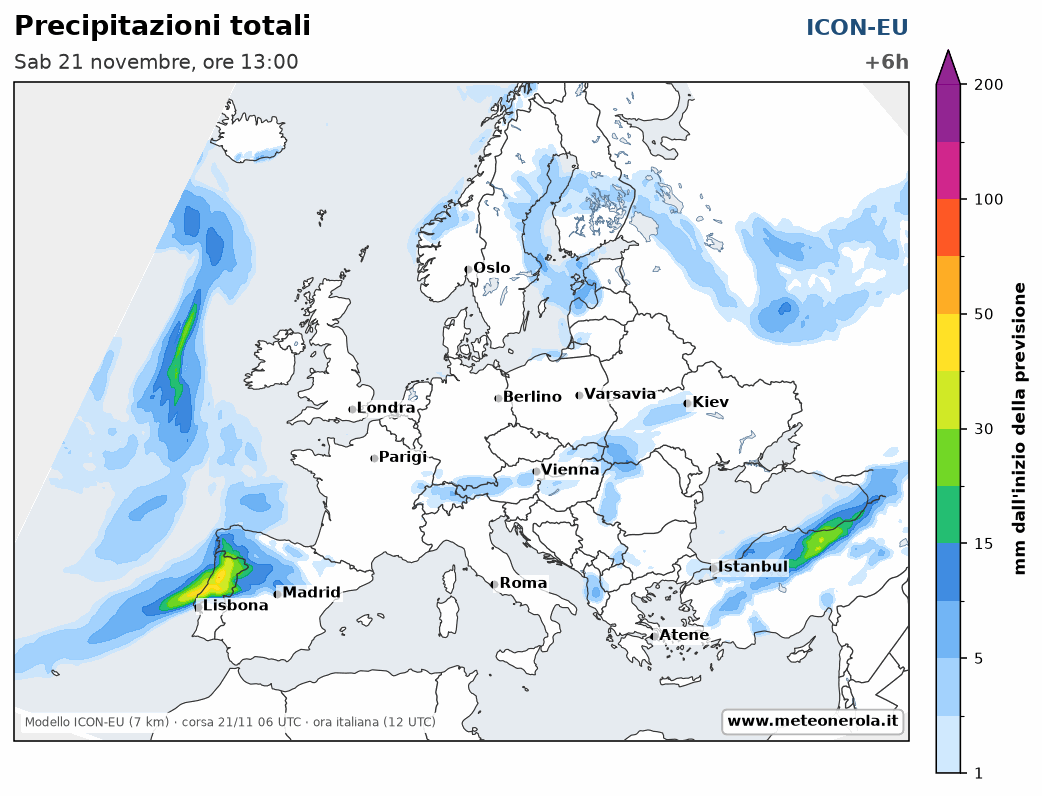 Precipitazioni totali
ICON-EU
Sab 21 novembre, ore 13:00
+6h
200
100
50
30
15
5
1
mm dall'inizio della previsione
Oslo
Londra
Berlino
Varsavia
Kiev
Parigi
Vienna
Istanbul
Madrid
Roma
Lisbona
Atene
Modello ICON-EU (7 km) · corsa 21/11 06 UTC · ora italiana (12 UTC)
www.meteonerola.it